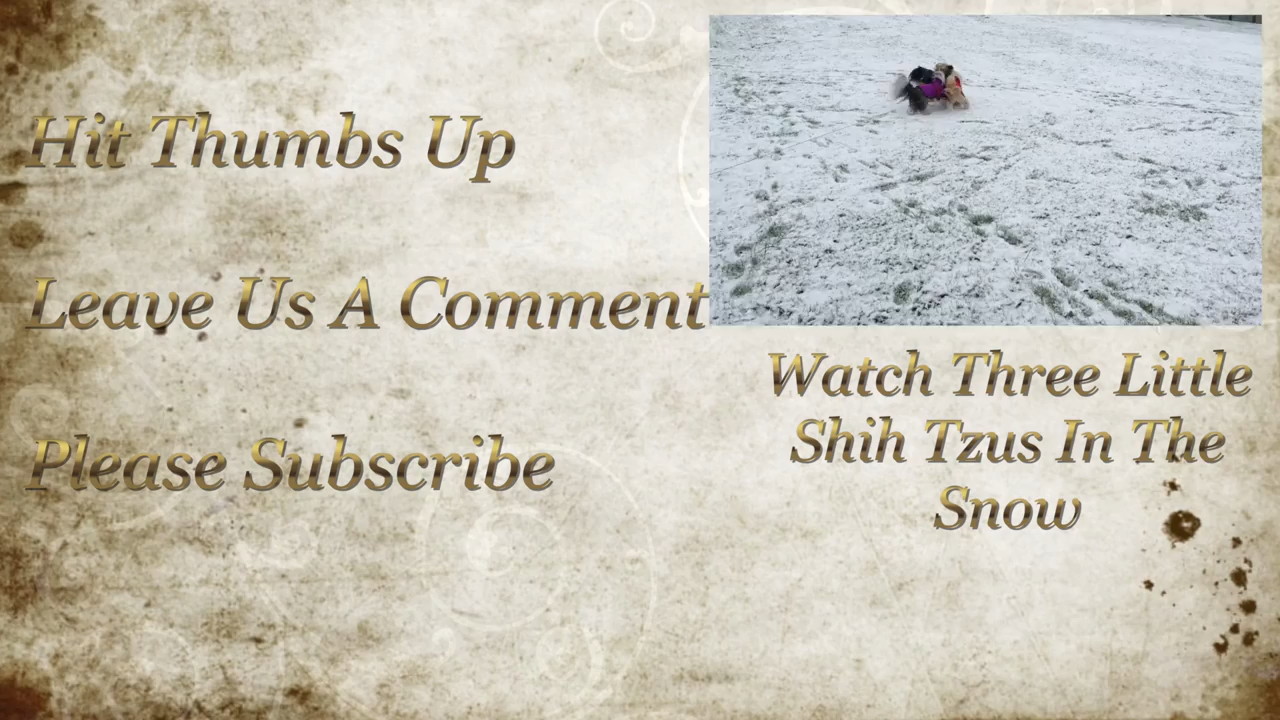 Hit Thumbs Up
Leave Us A Comment
Please Subscribe
Watch Three Little
Shih Tzus In The
Snow